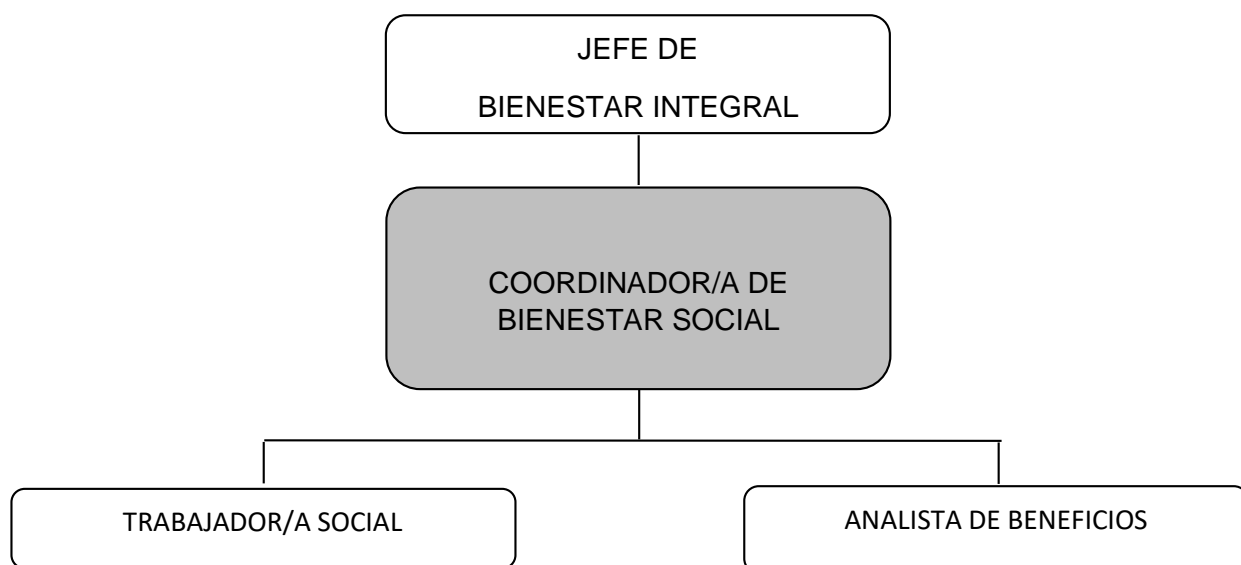 JEFE DE
BIENESTAR INTEGRAL
COORDINADOR/A DE
BIENESTAR SOCIAL
TRABAJADOR/A SOCIAL
ANALISTA DE BENEFICIOS